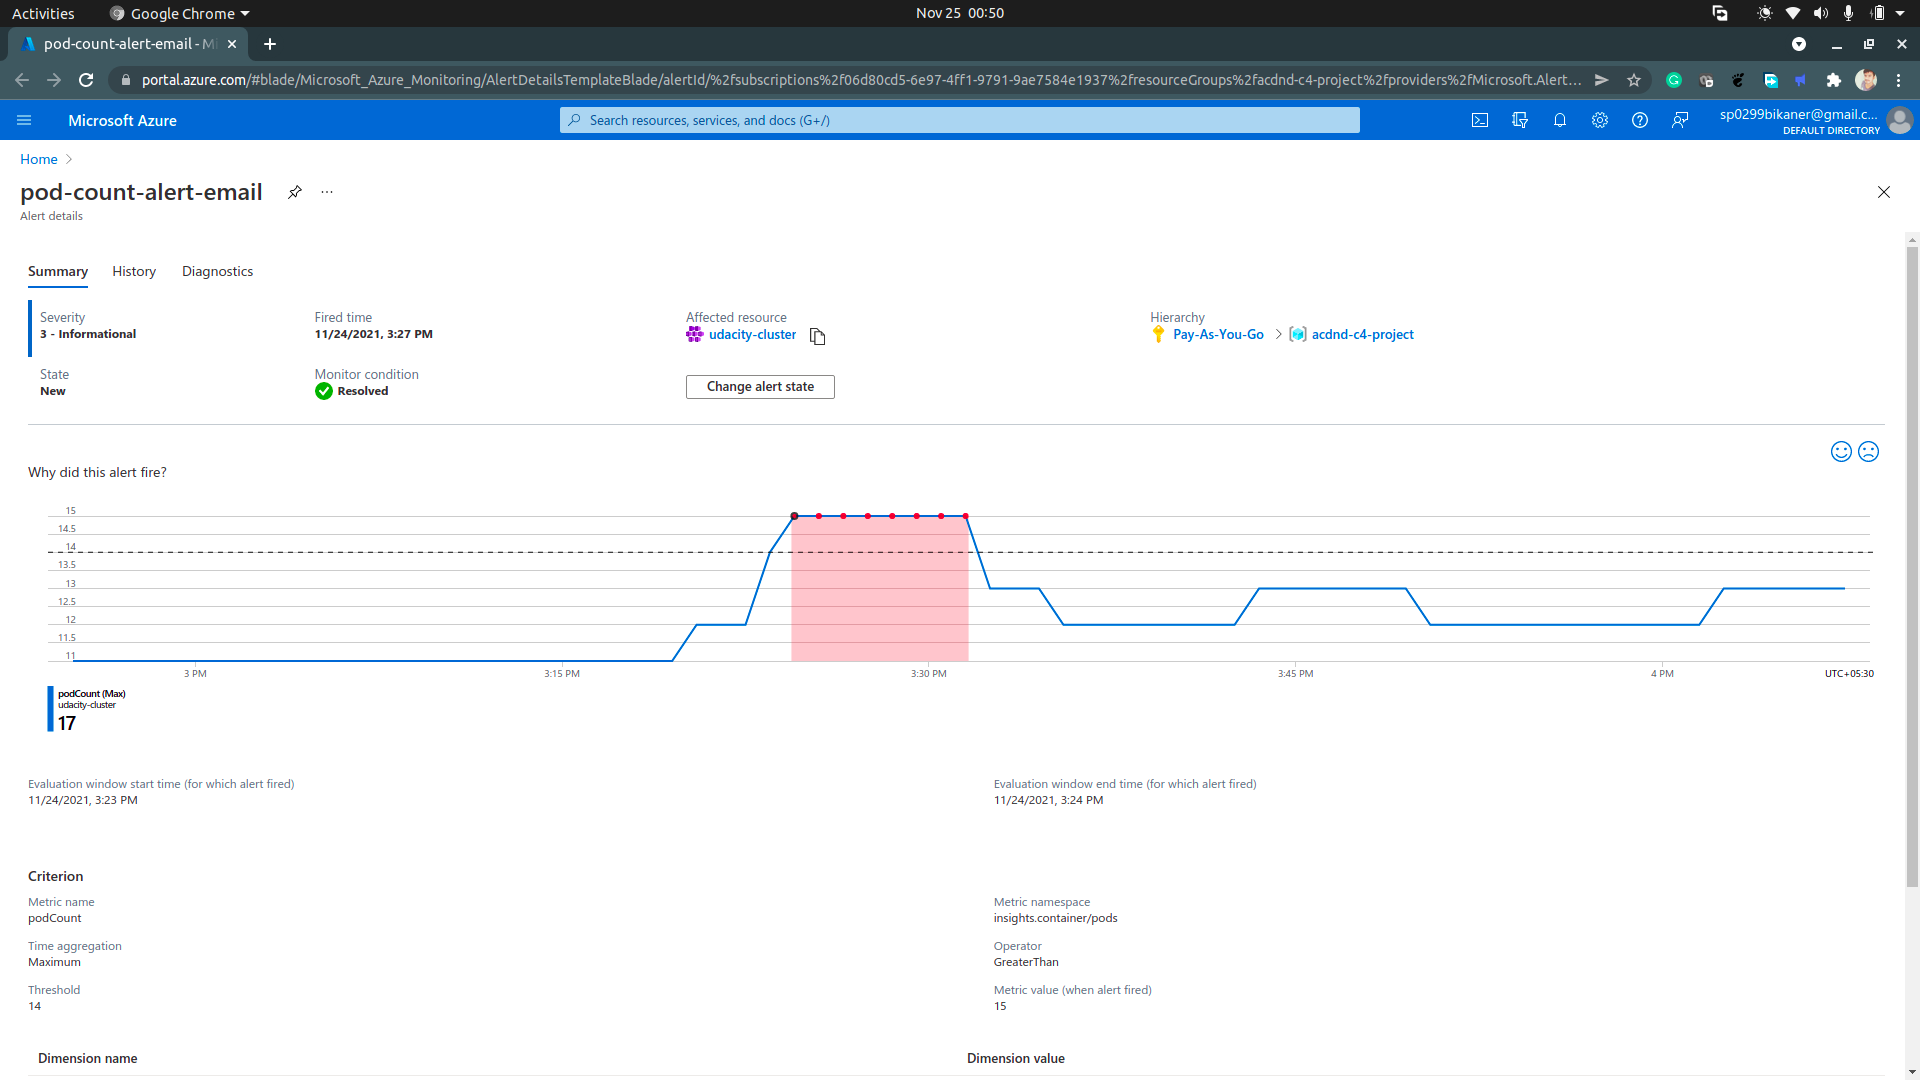 Activities
Google Chrome
Nov 25 00:50
pod-count-alert-email - Mi
portal.azure.com/#blade/Microsoft_Azure_Monitoring/AlertDetailsTemplateBlade/alertId/%2fsubscriptions%2f06d80cd5-6e97-4ff1-9791-9ae7584e1937%2fresourceGroups%2facdnd-c4-project%2fproviders%2fMicrosoft.Alert...
Microsoft Azure
Search resources, services, and docs (G+/)
sp0299bikaner@gmail.c...
DEFAULT DIRECTORY
Home
pod-count-alert-email
Alert details
Summary
History
Diagnostics
Severity
3 - Informational
Fired time
11/24/2021, 3:27 PM
Affected resource
udacity-cluster
Hierarchy
Pay-As-You-Go > acdnd-c4-project
State
New
Monitor condition
Resolved
Change alert state
Why did this alert fire?
15
14.5
14
13.5
13
12.5
12
11.5
11
3 PM
3:15 PM
3:30 PM
3:45 PM
4 PM
UTC+05:30
podCount (Max)
udacity-cluster
17
Evaluation window start time (for which alert fired)
11/24/2021, 3:23 PM
Evaluation window end time (for which alert fired)
11/24/2021, 3:24 PM
Criterion
Metric name
podCount
Metric namespace
insights.container/pods
Time aggregation
Maximum
Operator
GreaterThan
Threshold
14
Metric value (when alert fired)
15
Dimension name
Dimension value